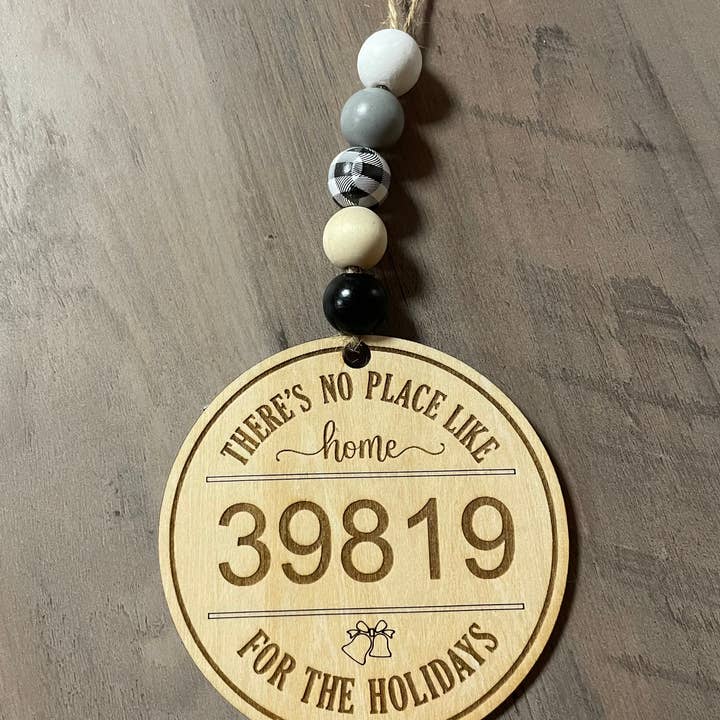 THERE'S NO PLACE LIKE
home
39819
FOR THE HOLIDAYS